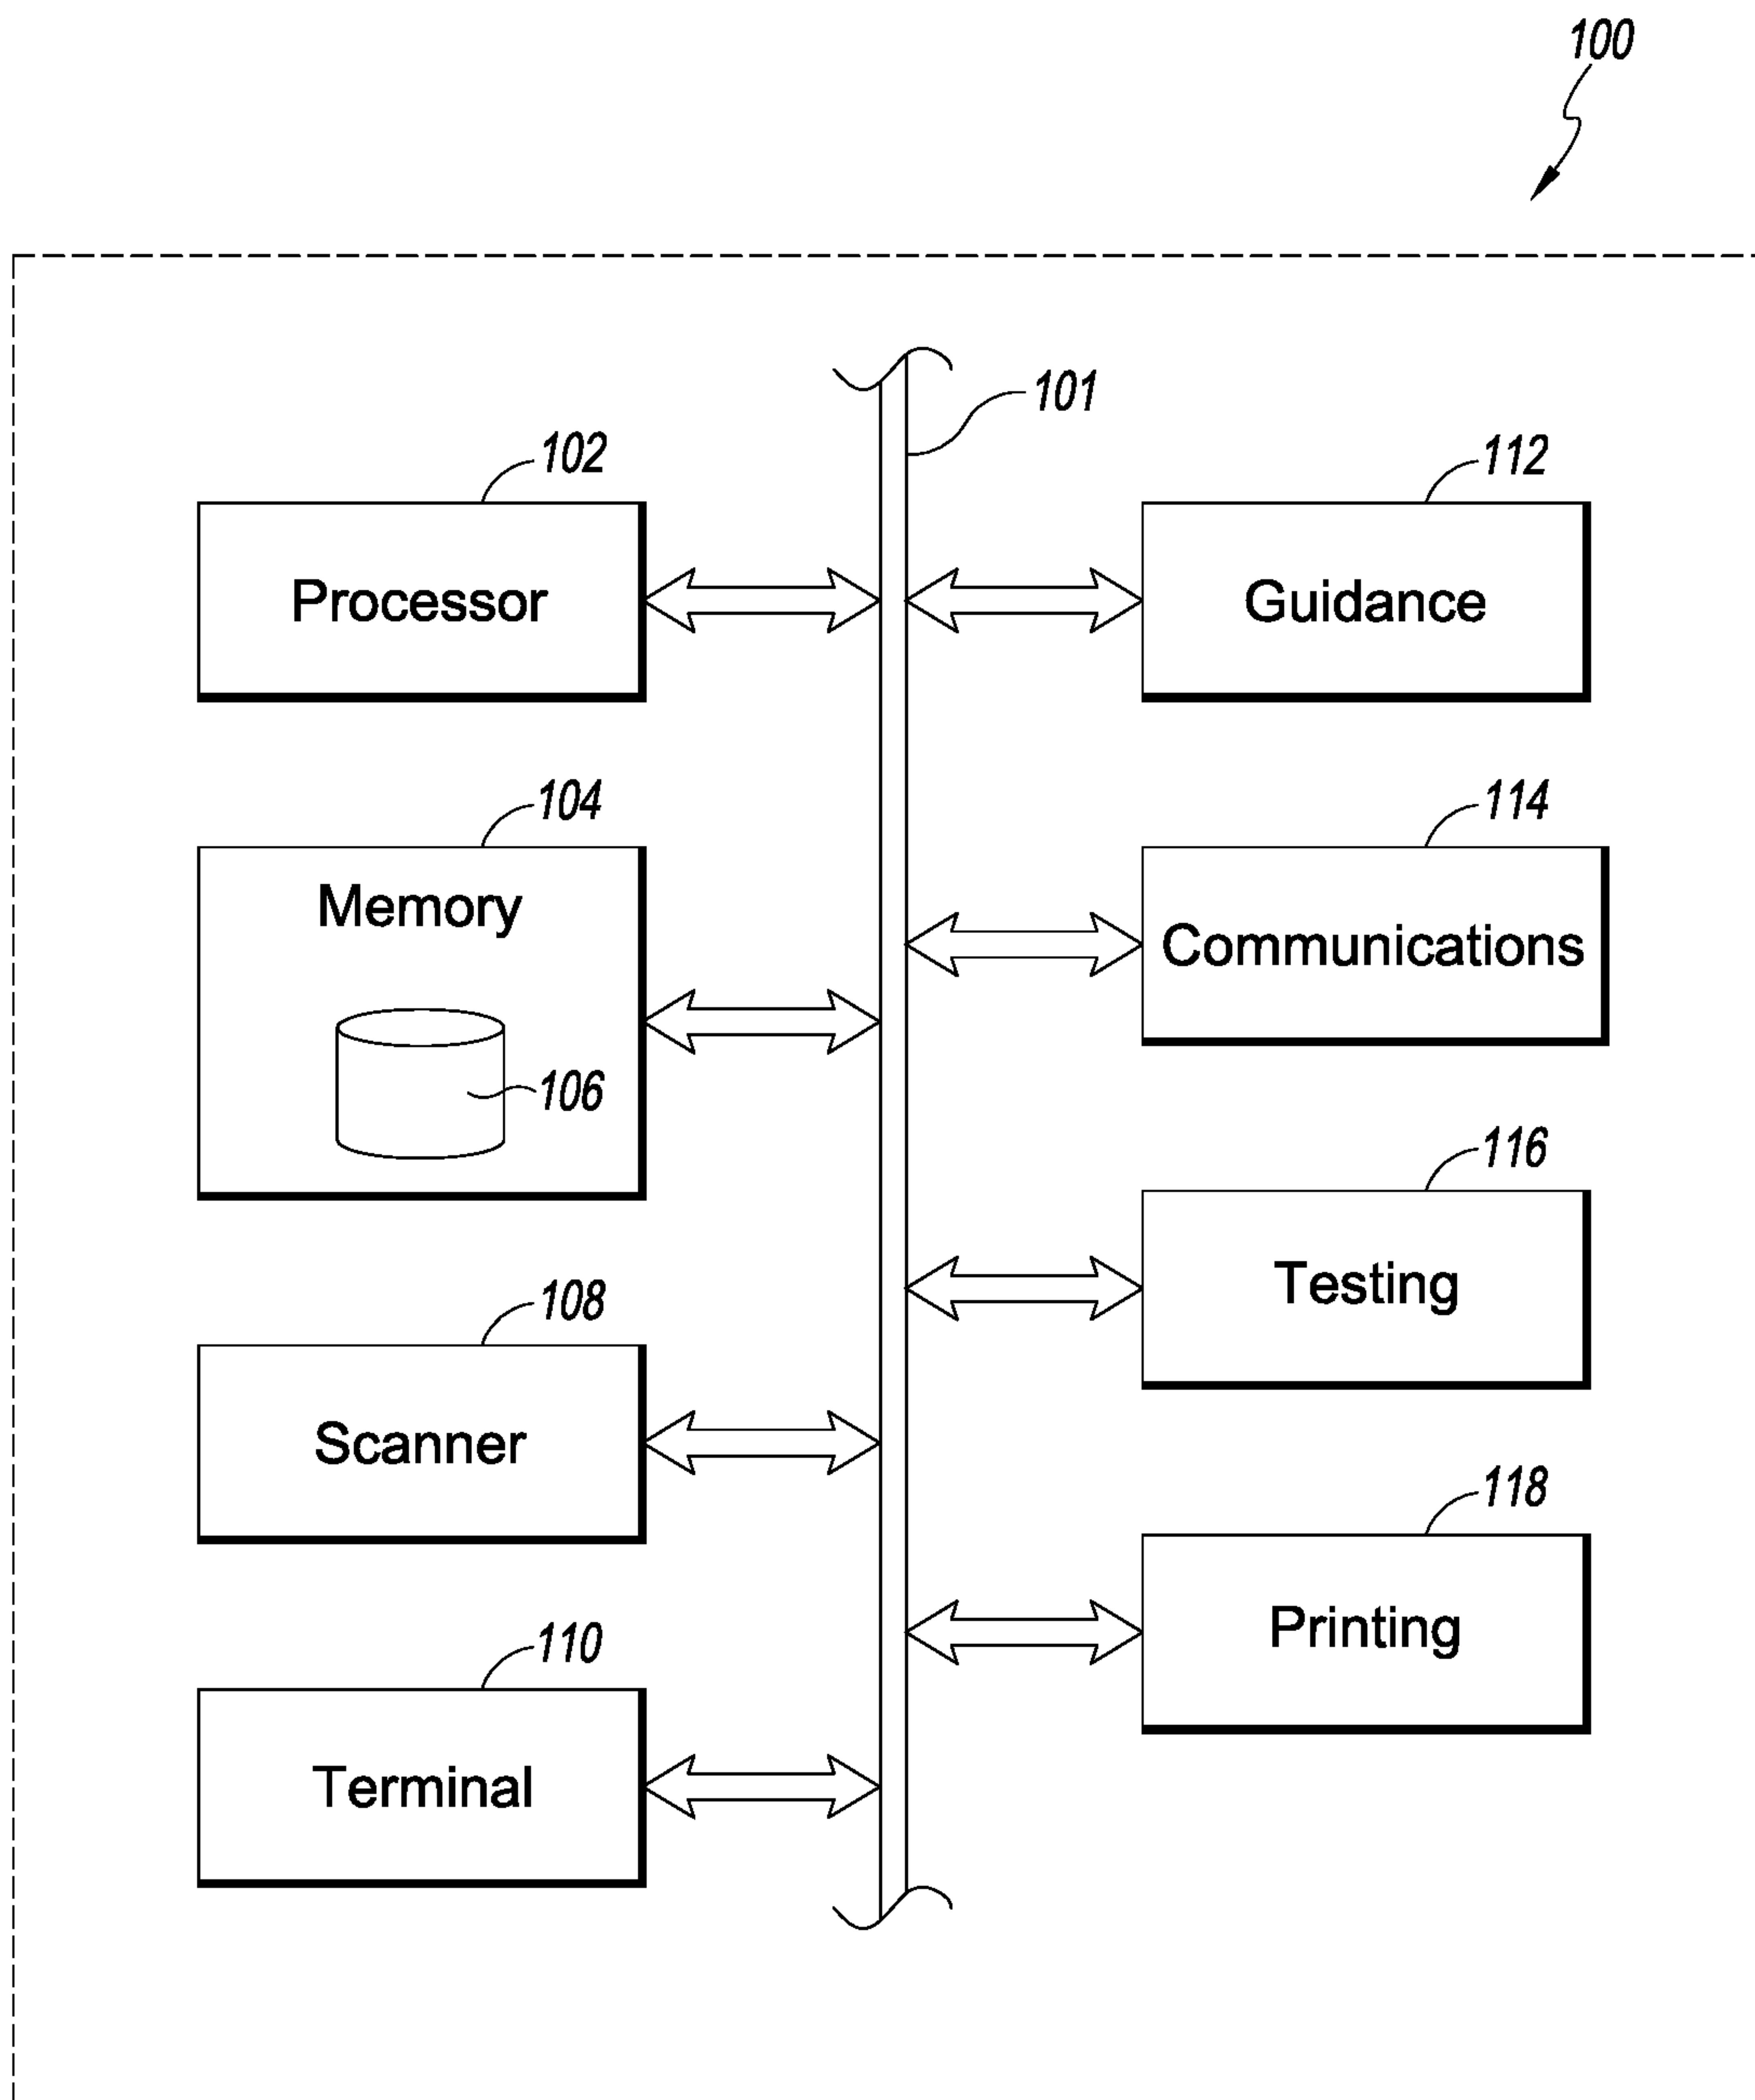 100
101
102
Processor
112
Guidance
104
Memory
106
114
Communications
108
Scanner
116
Testing
110
Terminal
118
Printing